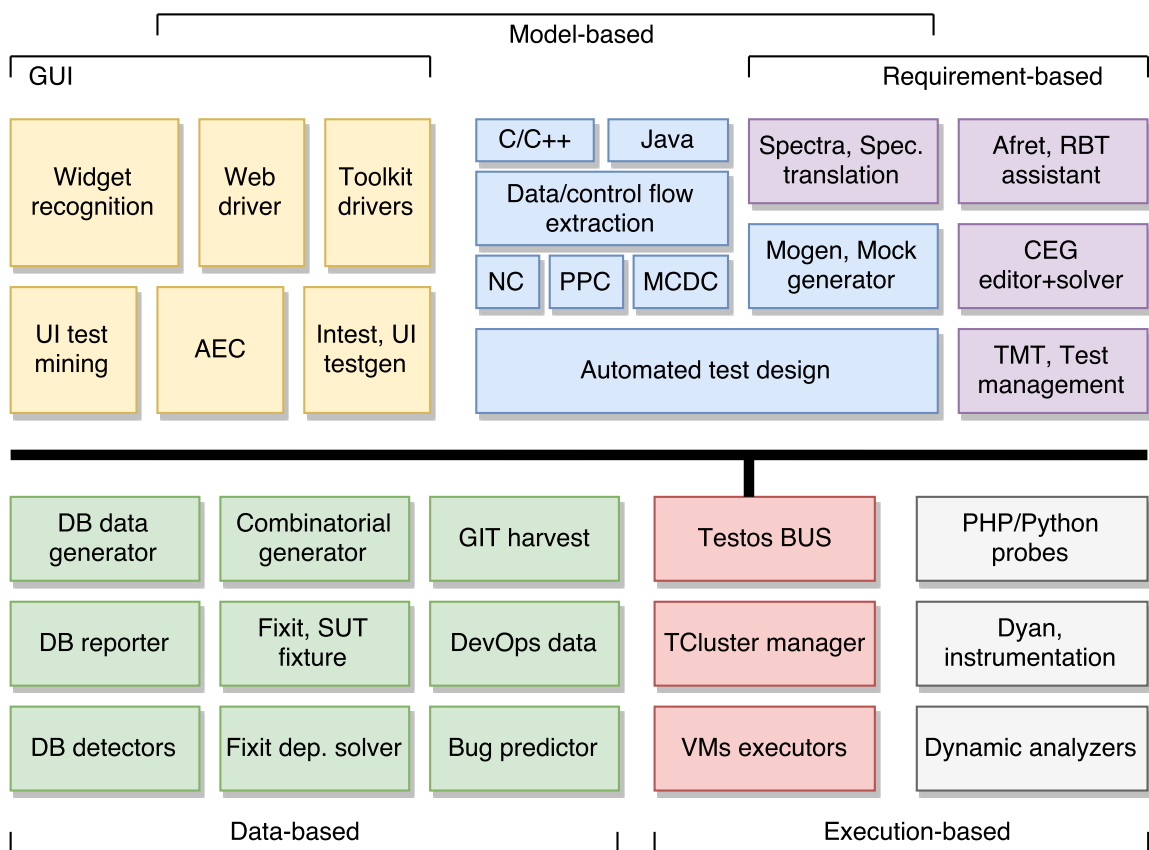 Model-based
GUI
Requirement-based
Widget
recognition
Web
driver
Toolkit
drivers
UI test
mining
AEC
Intest, UI
testgen
C/C++
Java
Data/control flow
extraction
NC
PPC
MCDC
Automated test design
Spectra, Spec.
translation
Mogen, Mock
generator
Afret, RBT
assistant
CEG
editor+solver
TMT, Test
management
DB data
generator
Combinatorial
generator
GIT harvest
DB reporter
Fixit, SUT
fixture
DevOps data
DB detectors
Fixit dep. solver
Bug predictor
Testos BUS
TCluster manager
VMs executors
PHP/Python
probes
Dyan,
instrumentation
Dynamic analyzers
Data-based
Execution-based